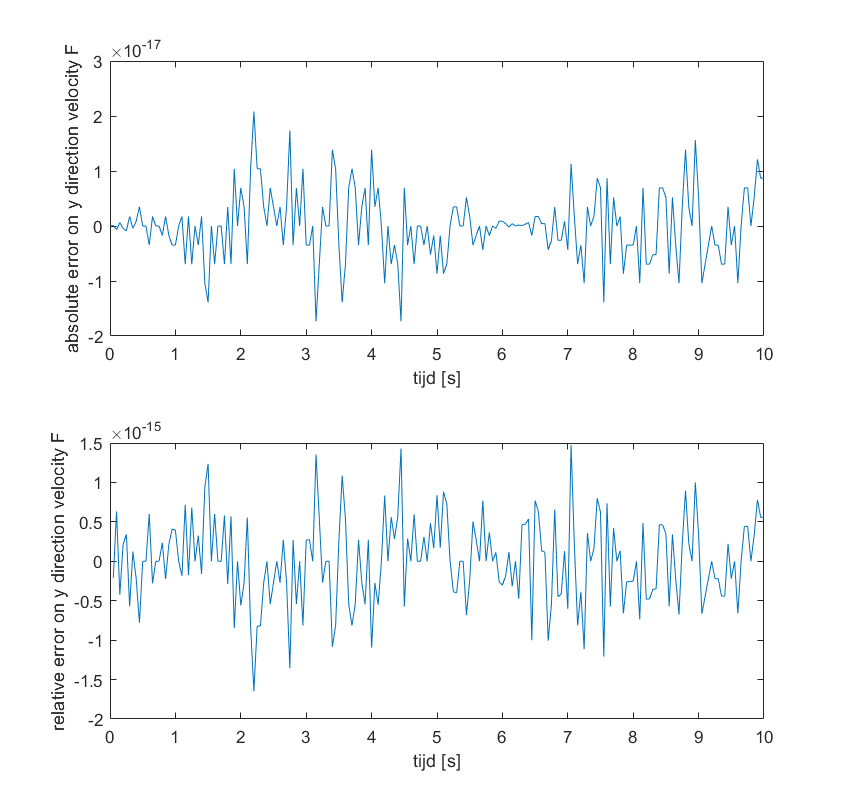 ×10-17
absolute error on y direction velocity F
3
2
1
0
-1
-2
0 1 2 3 4 5 6 7 8 9 10
tijd [s]
×10-15
relative error on y direction velocity F
1.5
1
0.5
0
-0.5
-1
-1.5
-2
0 1 2 3 4 5 6 7 8 9 10
tijd [s]